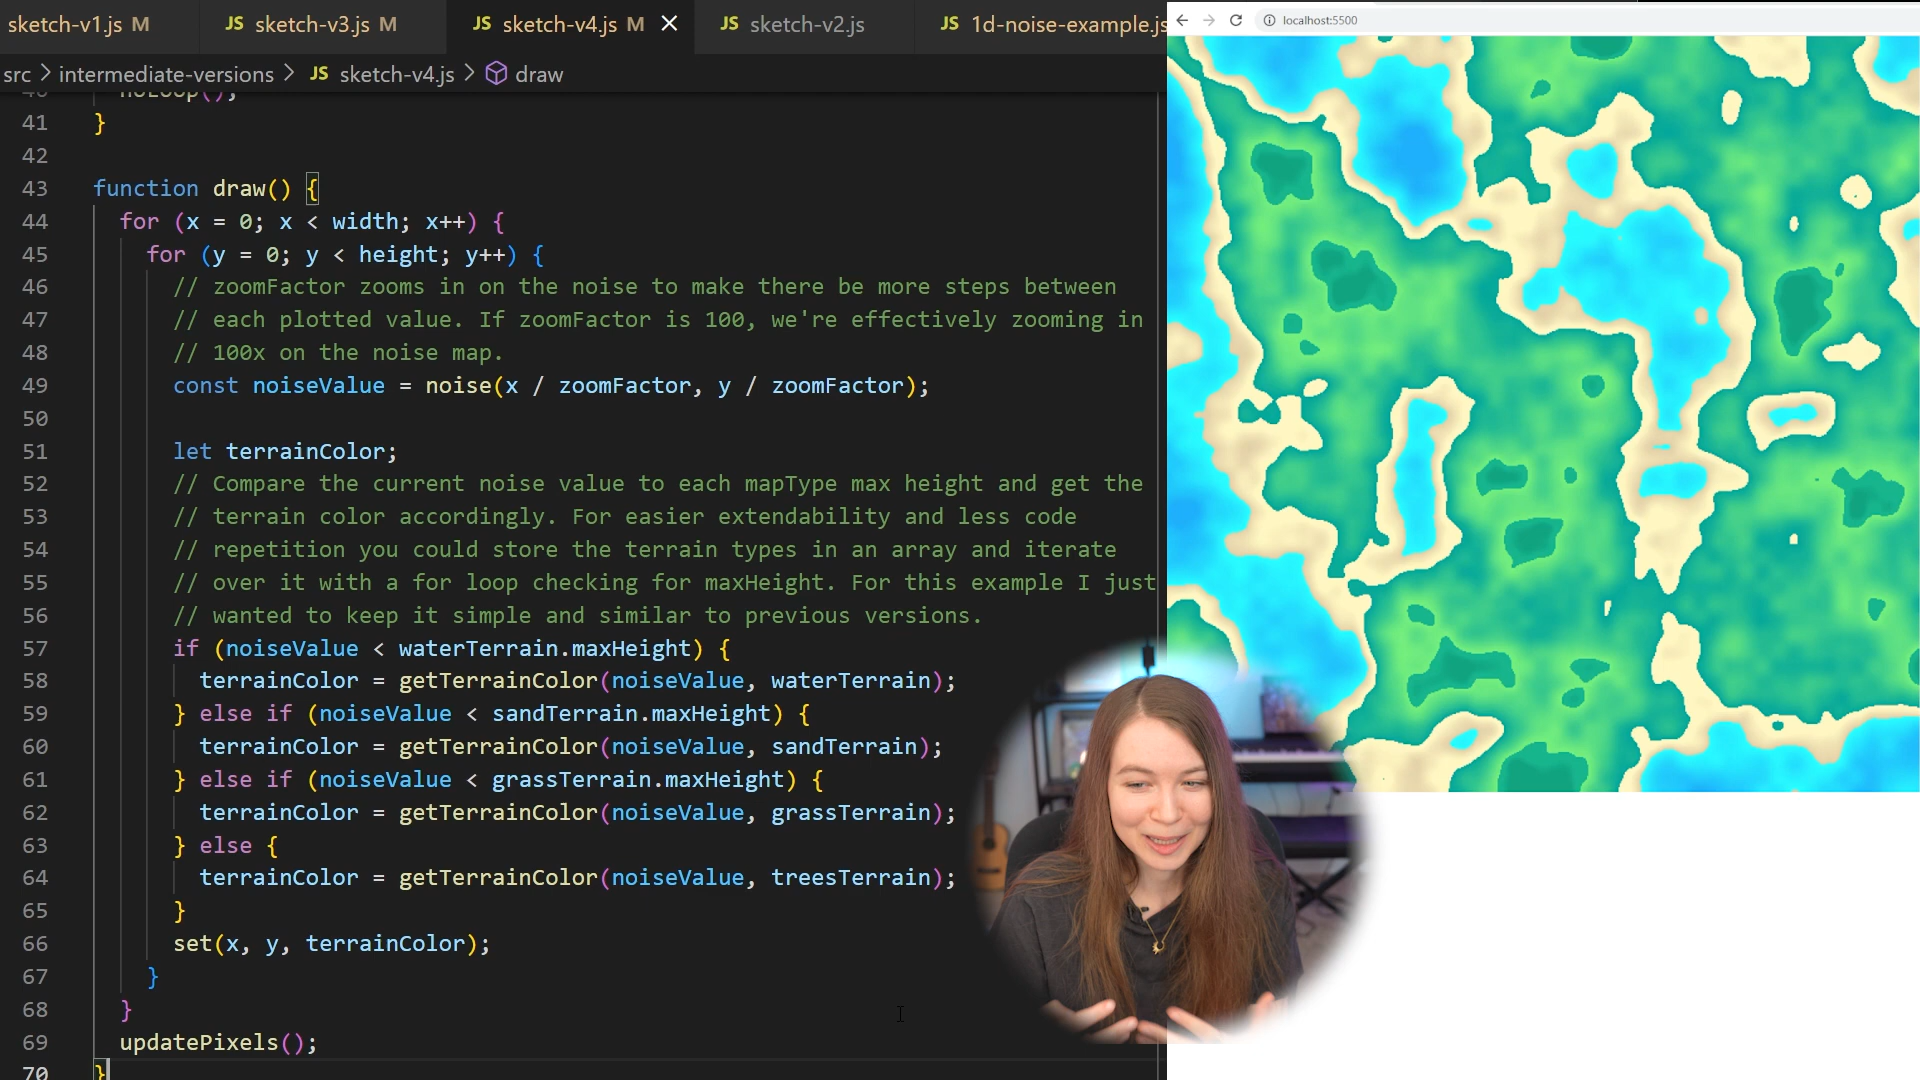 sketch-v1.js M
JS sketch-v3.js M
JS sketch-v4.js M
JS sketch-v2.js
JS 1d-noise-example.js
localhost:5500
src > intermediate-versions > JS sketch-v4.js > draw
40 noLoop();
41 }
42
43 function draw() {
44 for (x = 0; x < width; x++) {
45 for (y = 0; y < height; y++) {
46 // zoomFactor zooms in on the noise to make there be more steps between
47 // each plotted value. If zoomFactor is 100, we're effectively zooming in
48 // 100x on the noise map.
49 const noiseValue = noise(x / zoomFactor, y / zoomFactor);
50
51 let terrainColor;
52 // Compare the current noise value to each mapType max height and get the
53 // terrain color accordingly. For easier extendability and less code
54 // repetition you could store the terrain types in an array and iterate
55 // over it with a for loop checking for maxHeight. For this example I just
56 // wanted to keep it simple and similar to previous versions.
57 if (noiseValue < waterTerrain.maxHeight) {
58 terrainColor = getTerrainColor(noiseValue, waterTerrain);
59 } else if (noiseValue < sandTerrain.maxHeight) {
60 terrainColor = getTerrainColor(noiseValue, sandTerrain);
61 } else if (noiseValue < grassTerrain.maxHeight) {
62 terrainColor = getTerrainColor(noiseValue, grassTerrain);
63 } else {
64 terrainColor = getTerrainColor(noiseValue, treesTerrain);
65 }
66 set(x, y, terrainColor);
67 }
68 }
69 updatePixels();
70 }